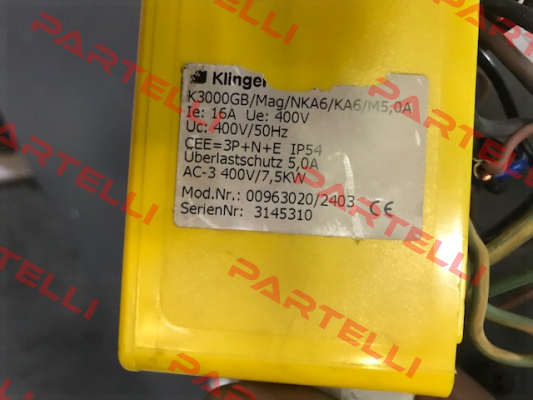 Klinger
K3000GB/Mag/NKA6/KA6/M5,0A
Ie: 16A Ue: 400V
Uc: 400V/50Hz
CEE=3P+N+E IP54
Überlastschutz 5,0A
AC-3 400V/7,5KW
Mod.Nr.: 00963020/2403 CE
SerienNr: 3145310
PARTELLI
PARTELLI
PARTELLI
PARTELLI
PARTELLI
PARTELLI